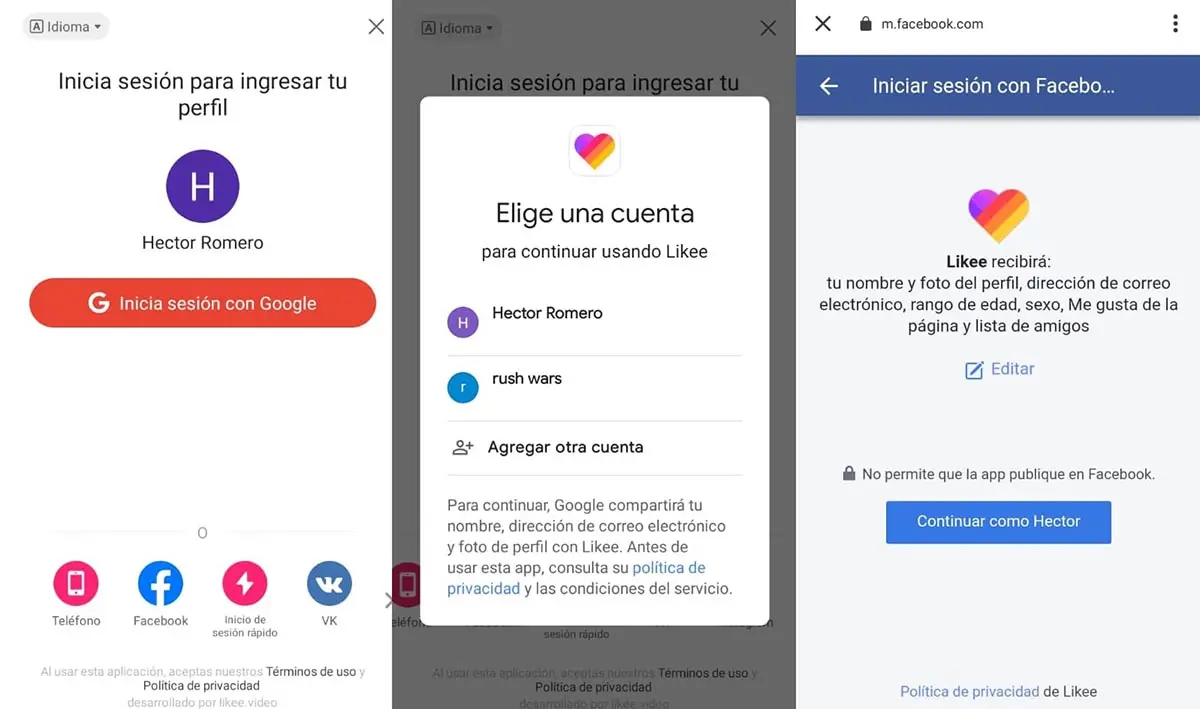 Idioma
Inicia sesión para ingresar tu
perfil
H
Hector Romero
Inicia sesión con Google
O
Teléfono
Facebook
Inicio de
sesión rápido
VK
Al usar esta aplicación, aceptas nuestros Términos de uso y
Política de privacidad
desarrollado por likee.video
Idioma
Inicia sesión para ingresar tu
Elige una cuenta
para continuar usando Likee
H
Hector Romero
r
rush wars
Agregar otra cuenta
Para continuar, Google compartirá tu
nombre, dirección de correo electrónico
y foto de perfil con Likee. Antes de
usar esta app, consulta su política de
privacidad y las condiciones del servicio.
sesión rápido
Al usar esta aplicación, aceptas nuestros Términos de uso y
Política de privacidad
desarrollado por likee.video
m.facebook.com
Iniciar sesión con Facebo...
Likee recibirá:
tu nombre y foto del perfil, dirección de correo
electrónico, rango de edad, sexo, Me gusta de la
página y lista de amigos
Editar
No permite que la app publique en Facebook.
Continuar como Hector
Política de privacidad de Likee